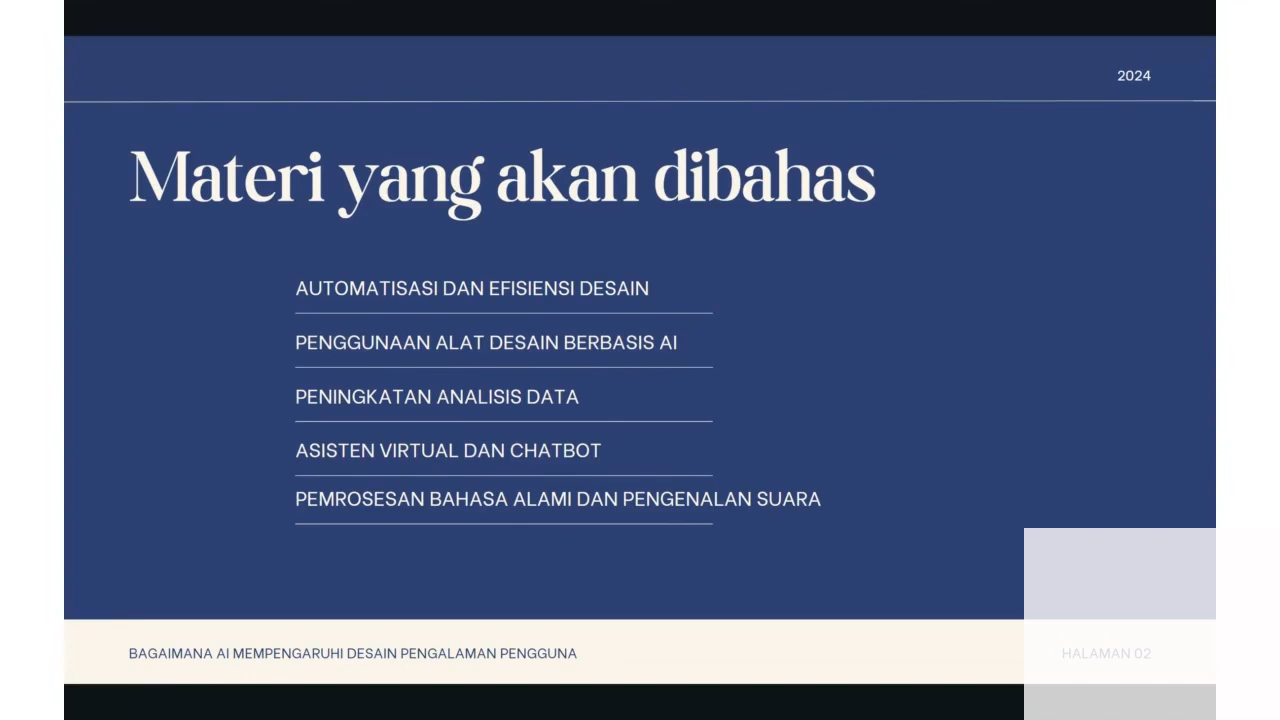 2024
Materi yang akan dibahas
AUTOMATISASI DAN EFISIENSI DESAIN
PENGGUNAAN ALAT DESAIN BERBASIS AI
PENINGKATAN ANALISIS DATA
ASISTEN VIRTUAL DAN CHATBOT
PEMROSESAN BAHASA ALAMI DAN PENGENALAN SUARA
BAGAIMANA AI MEMPENGARUHI DESAIN PENGALAMAN PENGGUNA
HALAMAN 02